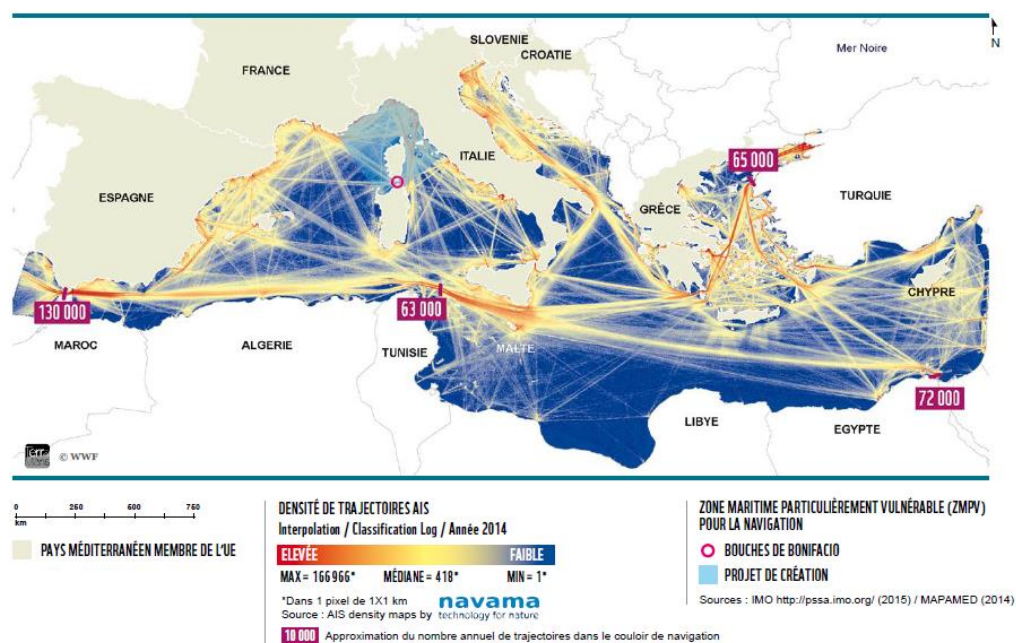 SLOVENIE
CROATIE
Mer Noire
N
FRANCE
ITALIE
65 000
ESPAGNE
GRÈCE
TURQUIE
130 000
63 000
CHYPRE
MAROC
ALGERIE
TUNISIE
MALTE
72 000
LIBYE
EGYPTE
© WWF
0 250 500 750
km
PAYS MÉDITERRANÉEN MEMBRE DE L'UE
DENSITÉ DE TRAJECTOIRES AIS
Interpolation / Classification Log / Année 2014
ELEVÉE FAIBLE
MAX = 166 966* MÉDIANE = 418* MIN = 1*
*Dans 1 pixel de 1X1 km
Source : AIS density maps by navama
technology for nature
10 000 Approximation du nombre annuel de trajectoires dans le couloir de navigation
ZONE MARITIME PARTICULIÈREMENT VULNÉRABLE (ZMPV)
POUR LA NAVIGATION
BOUCHES DE BONIFACIO
PROJET DE CRÉATION
Sources : IMO http://pssa.imo.org/ (2015) / MAPAMED (2014)